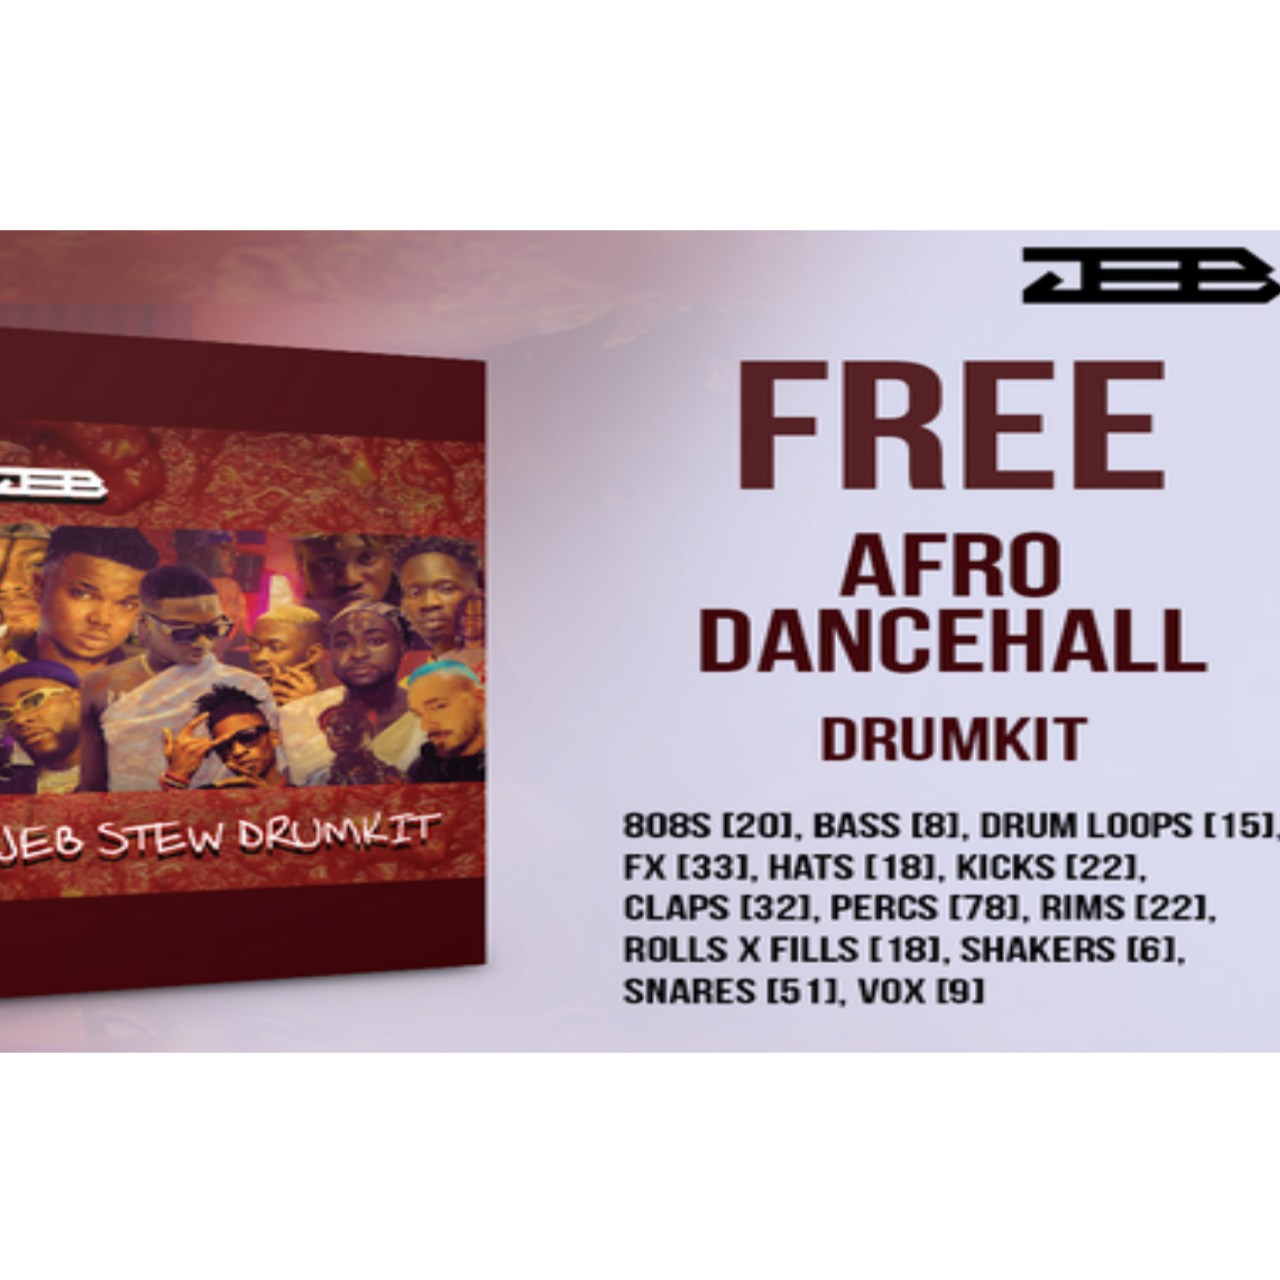 JEB
FREE
AFRO
DANCEHALL
DRUMKIT
808S [20], BASS [8], DRUM LOOPS [15],
FX [33], HATS [18], KICKS [22],
CLAPS [32], PERCS [78], RIMS [22],
ROLLS X FILLS [18], SHAKERS [6],
SNARES [51], VOX [9]
JEB
JEB STEW DRUMKIT